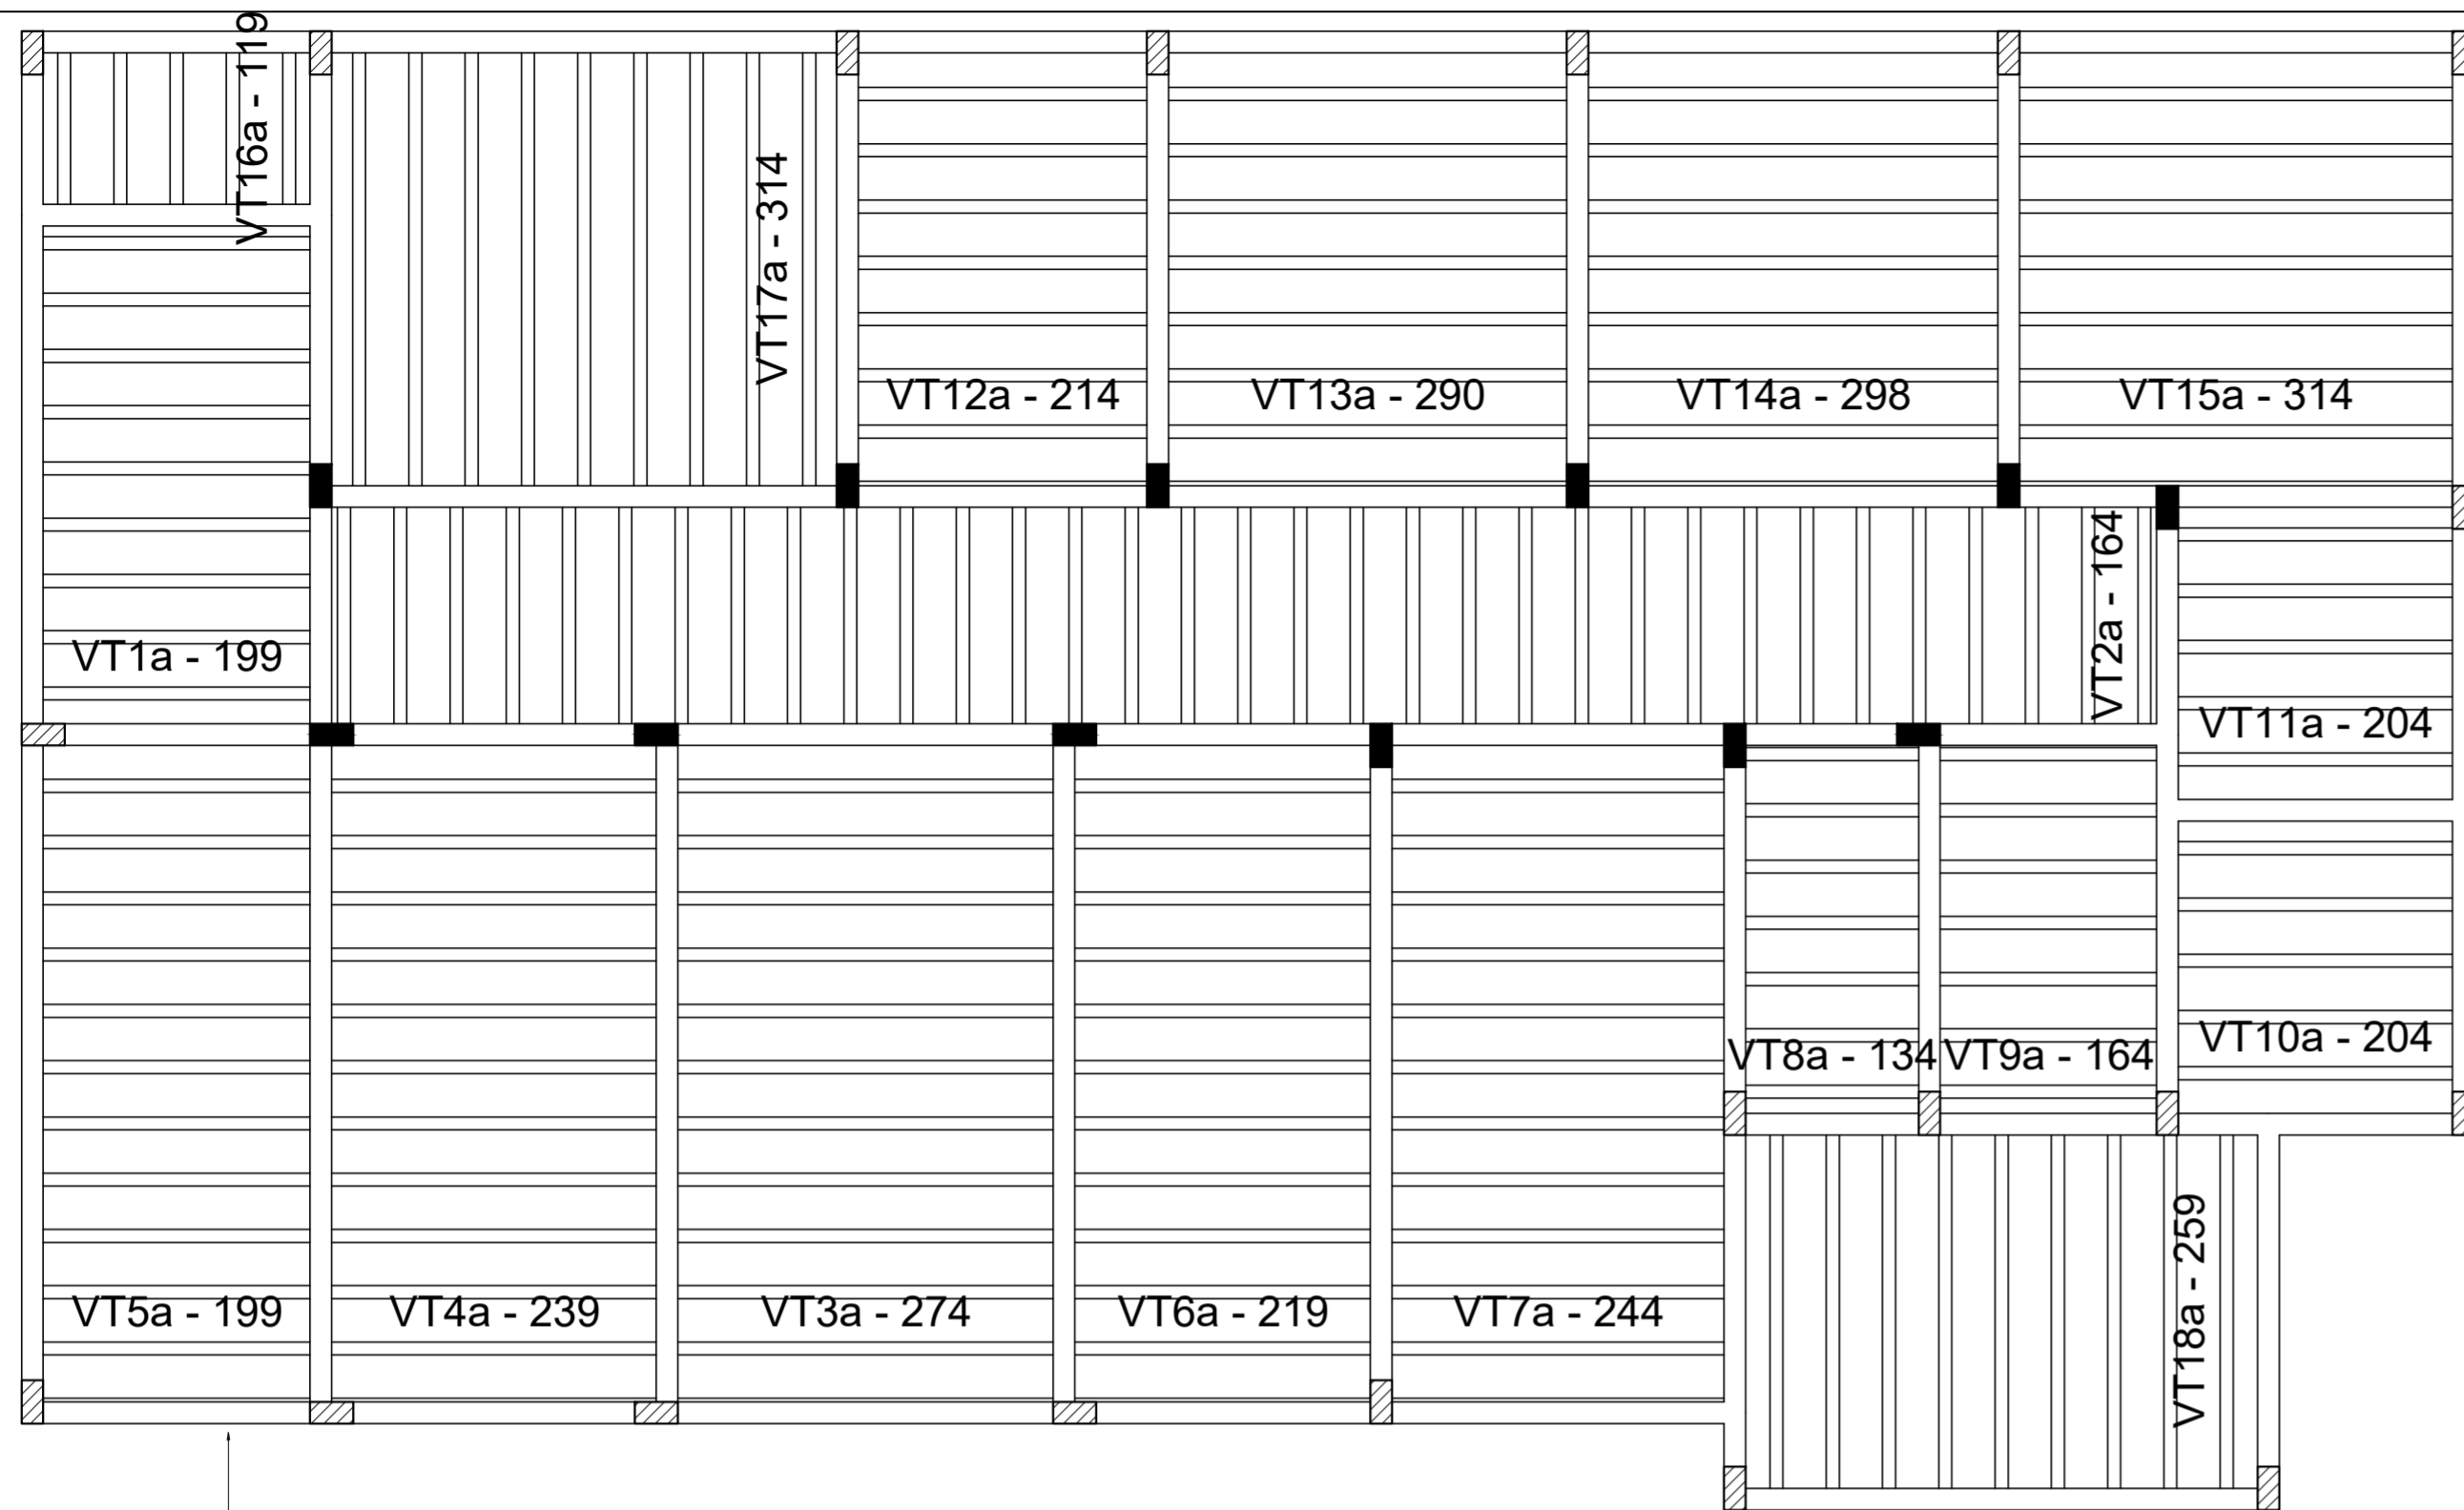 VT16a - 119
VT17a - 314
VT12a - 214
VT13a - 290
VT14a - 298
VT15a - 314
VT1a - 199
VT2a - 164
VT11a - 204
VT8a - 134
VT9a - 164
VT10a - 204
VT5a - 199
VT4a - 239
VT3a - 274
VT6a - 219
VT7a - 244
VT18a - 259